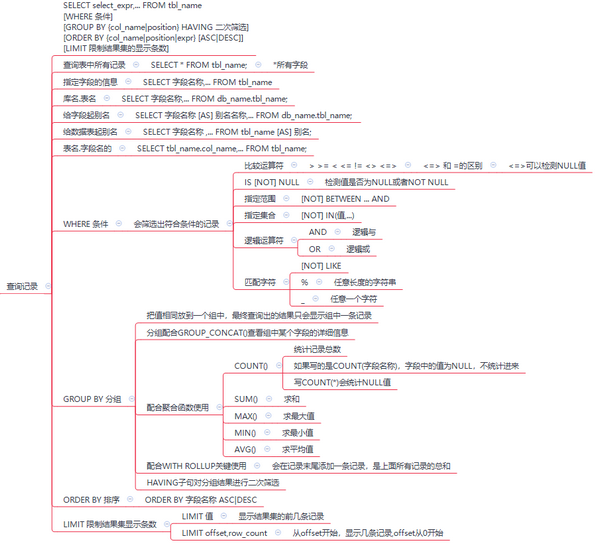 查询记录
SELECT select_expr,... FROM tbl_name
[WHERE 条件]
[GROUP BY {col_name|position} HAVING 二次筛选]
[ORDER BY {col_name|position|expr} [ASC|DESC]]
[LIMIT 限制结果集的显示条数]
查询表中所有记录 SELECT * FROM tbl_name; *所有字段
指定字段的信息 SELECT 字段名称,... FROM tbl_name
库名.表名 SELECT 字段名称,... FROM db_name.tbl_name;
给字段起别名 SELECT 字段名称 [AS] 别名名称,... FROM db_name.tbl_name;
给数据表起别名 SELECT 字段名称 ,... FROM tbl_name [AS] 别名;
表名.字段名的 SELECT tbl_name.col_name,... FROM tbl_name;
WHERE 条件 会筛选出符合条件的记录
比较运算符 > >= < <= != <> <=> <=> 和 =的区别 <=>可以检测NULL值
IS [NOT] NULL 检测值是否为NULL或者NOT NULL
指定范围 [NOT] BETWEEN ... AND
指定集合 [NOT] IN(值,...)
逻辑运算符
AND 逻辑与
OR 逻辑或
匹配字符
[NOT] LIKE
% 任意长度的字符串
_ 任意一个字符
GROUP BY 分组
把值相同放到一个组中，最终查询出的结果只会显示组中一条记录
分组配合GROUP_CONCAT()查看组中某个字段的详细信息
配合聚合函数使用
COUNT()
统计记录总数
如果写的是COUNT(字段名称)，字段中的值为NULL，不统计进来
写COUNT(*)会统计NULL值
SUM() 求和
MAX() 求最大值
MIN() 求最小值
AVG() 求平均值
配合WITH ROLLUP关键使用 会在记录末尾添加一条记录，是上面所有记录的总和
HAVING子句对分组结果进行二次筛选
ORDER BY 排序 ORDER BY 字段名称 ASC|DESC
LIMIT 限制结果集显示条数
LIMIT 值 显示结果集的前几条记录
LIMIT offset,row_count 从offset开始，显示几条记录,offset从0开始